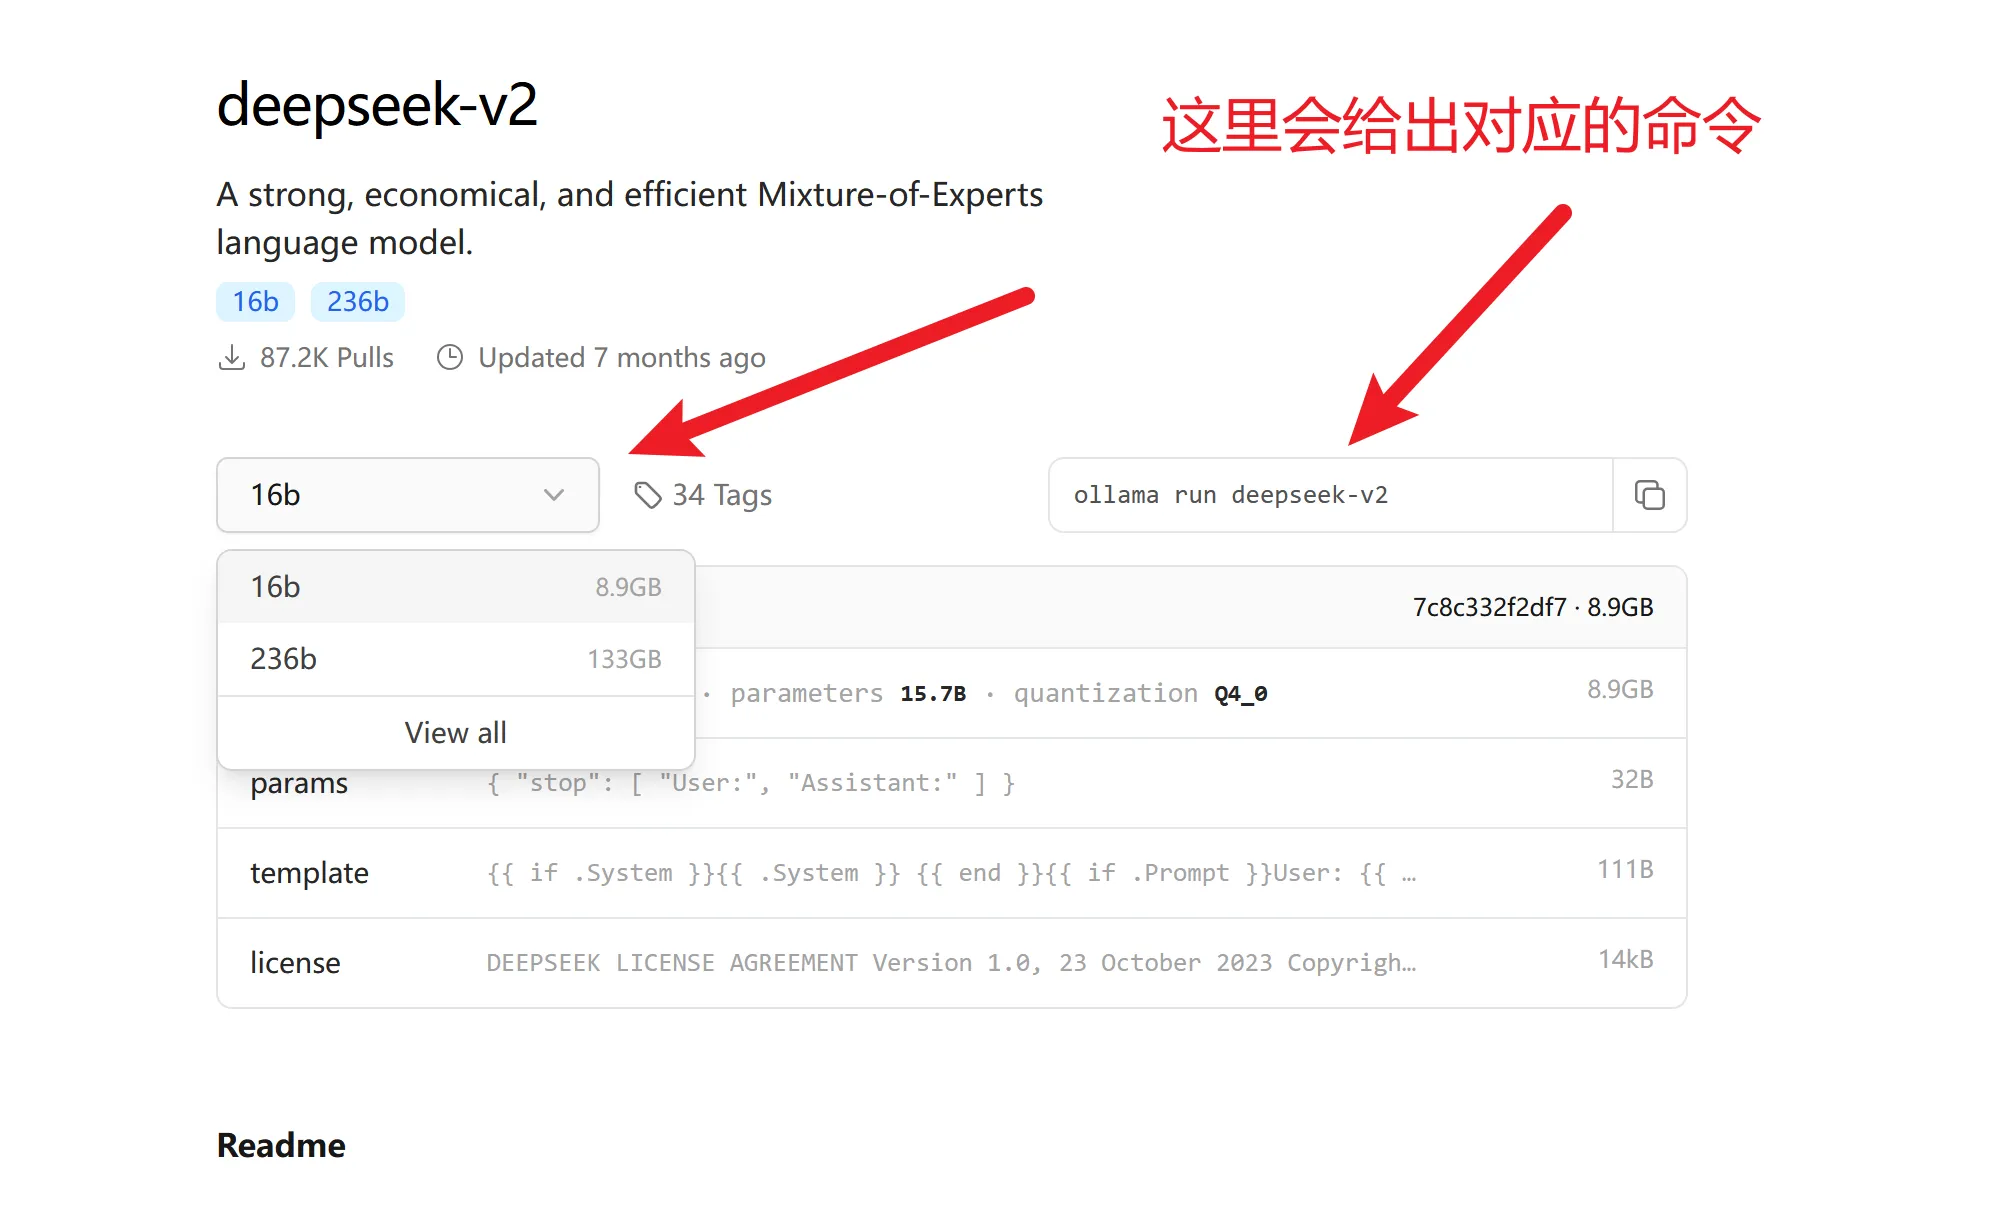 deepseek-v2
这里会给出对应的命令
A strong, economical, and efficient Mixture-of-Experts
language model.
16b 236b
87.2K Pulls Updated 7 months ago
16b 34 Tags ollama run deepseek-v2
16b 8.9GB
7c8c332f2df7 · 8.9GB
236b 133GB
· parameters 15.7B · quantization Q4_0 8.9GB
View all
params { "stop": [ "User:", "Assistant:" ] } 32B
template {{ if .System }}{{ .System }} {{ end }}{{ if .Prompt }}User: {{ … 111B
license DEEPSEEK LICENSE AGREEMENT Version 1.0, 23 October 2023 Copyrigh… 14kB
Readme